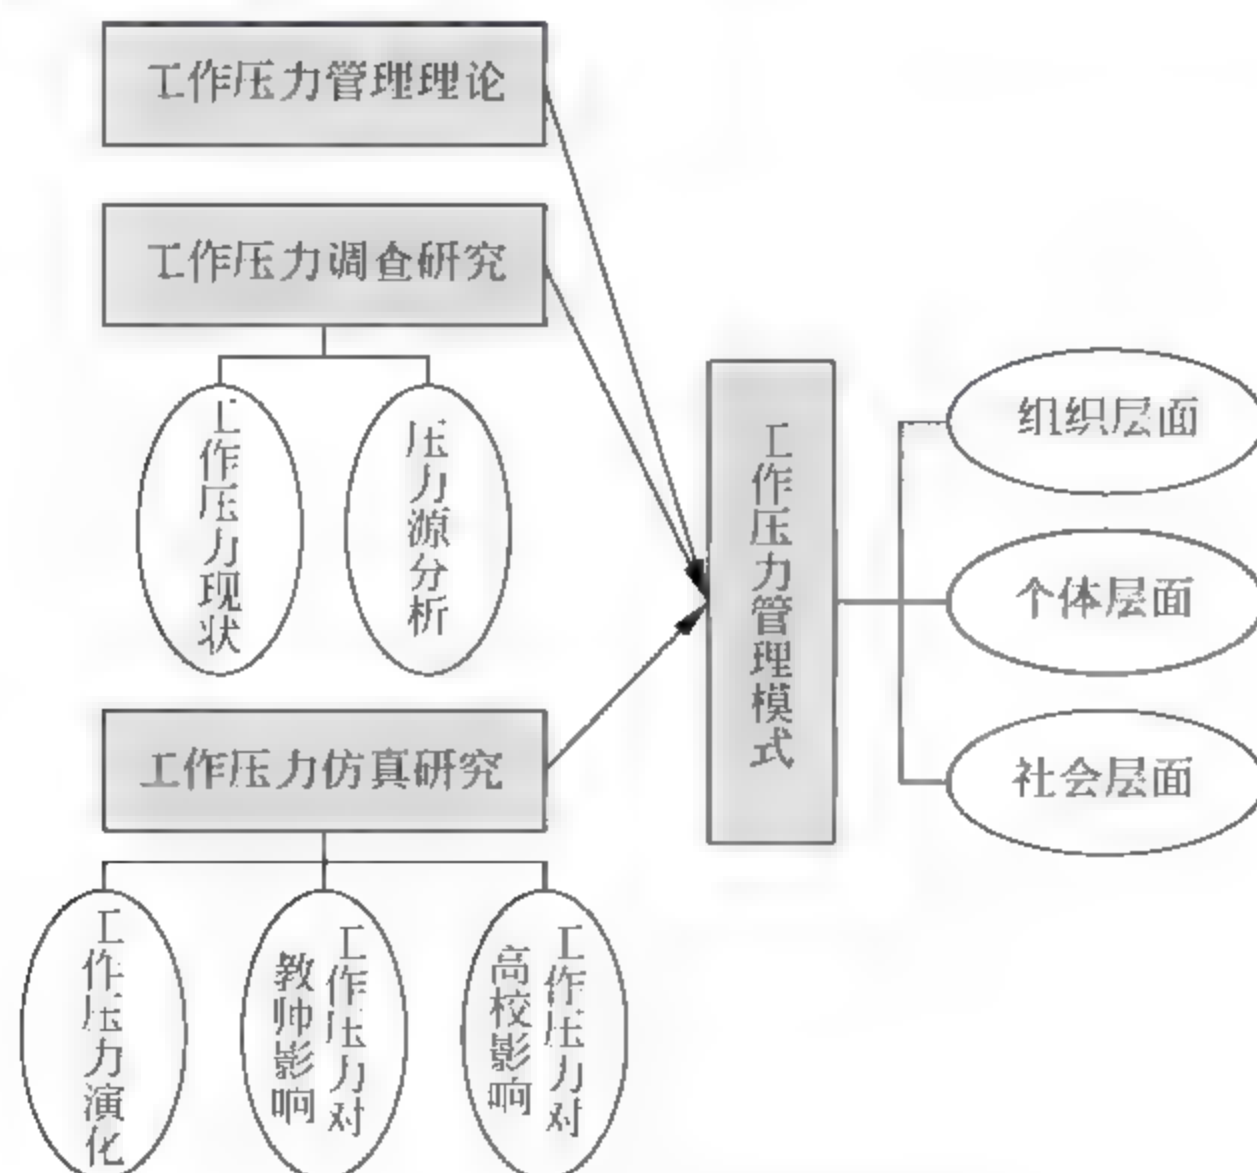 工作压力管理理论
工作压力调查研究
工作压力现状
压力源分析
工作压力仿真研究
工作压力演化
工作压力对
教师影响
工作压力对
高校影响
工作压力管理模式
组织层面
个体层面
社会层面